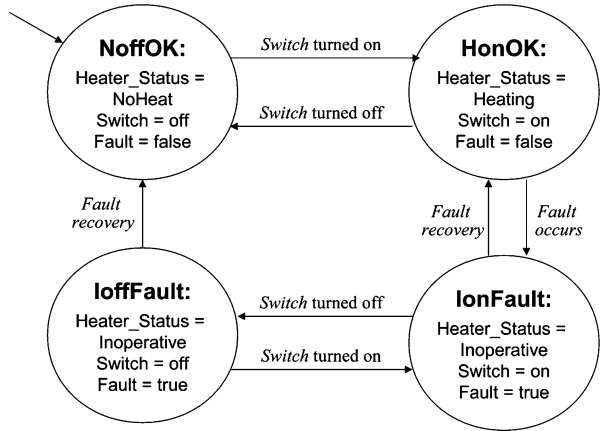 NoffOK:
Heater_Status =
NoHeat
Switch = off
Fault = false
Switch turned on
Switch turned off
HonOK:
Heater_Status =
Heating
Switch = on
Fault = false
Fault
recovery
Fault
recovery
Fault
occurs
IoffFault:
Heater_Status =
Inoperative
Switch = off
Fault = true
Switch turned off
Switch turned on
IonFault:
Heater_Status =
Inoperative
Switch = on
Fault = true